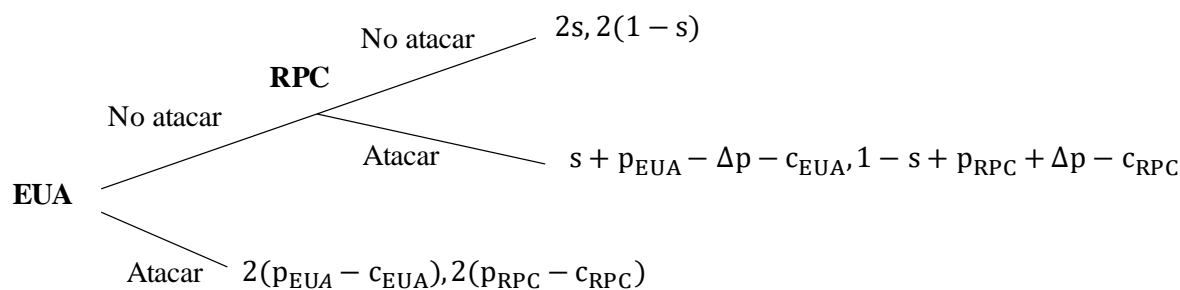 No atacar
2s, 2(1 − s)
RPC
No atacar
Atacar
s + p_EUA − Δp − c_EUA, 1 − s + p_RPC + Δp − c_RPC
EUA
Atacar
2(p_EUA − c_EUA), 2(p_RPC − c_RPC)